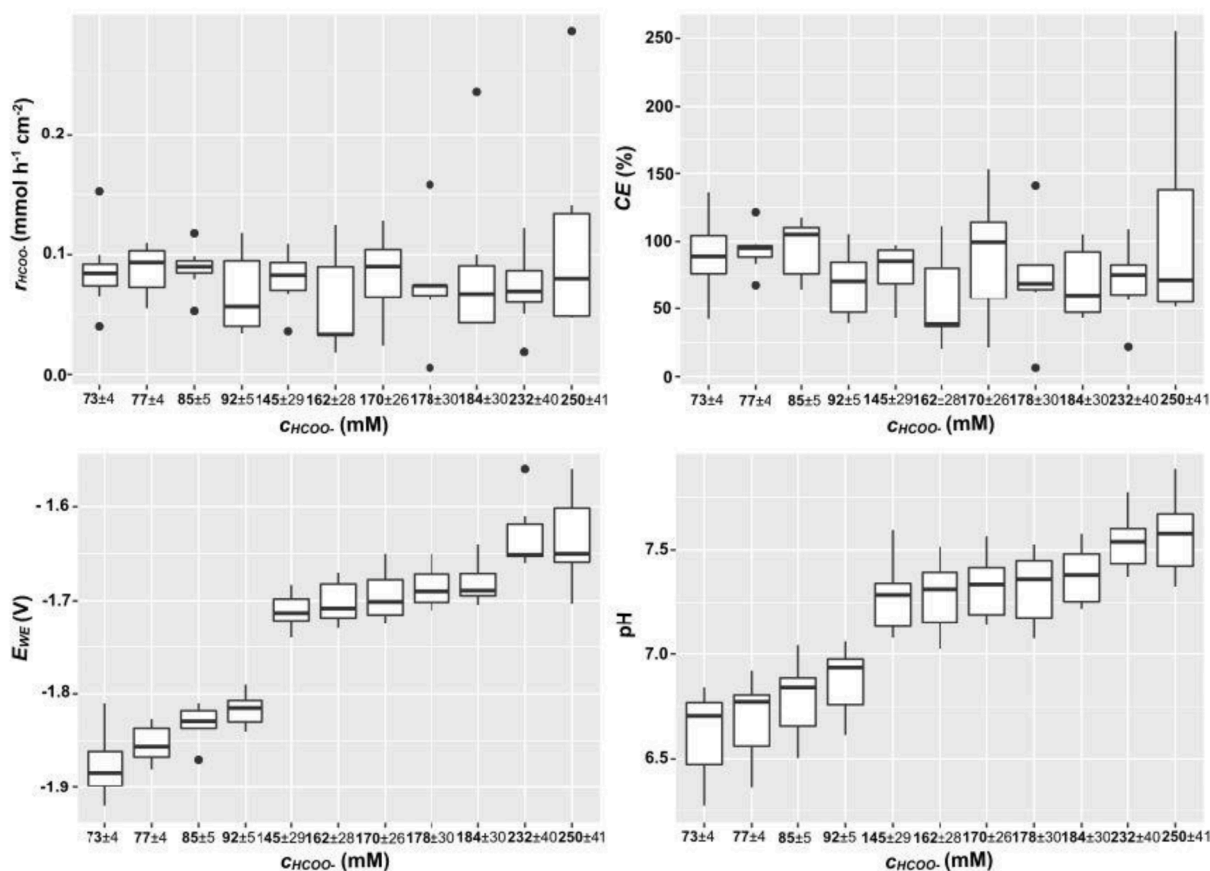 r_HCOO- (mmol h⁻¹ cm⁻²)
0.2
0.1
0.0
73±4 77±4 85±5 92±5 145±29 162±28 170±26 178±30 184±30 232±40 250±41
c_HCOO- (mM)
CE (%)
250
200
150
100
50
0
73±4 77±4 85±5 92±5 145±29 162±28 170±26 178±30 184±30 232±40 250±41
c_HCOO- (mM)
E_WE (V)
- 1.6
-1.7
-1.8
-1.9
73±4 77±4 85±5 92±5 145±29 162±28 170±26 178±30 184±30 232±40 250±41
c_HCOO- (mM)
pH
7.5
7.0
6.5
73±4 77±4 85±5 92±5 145±29 162±28 170±26 178±30 184±30 232±40 250±41
c_HCOO- (mM)